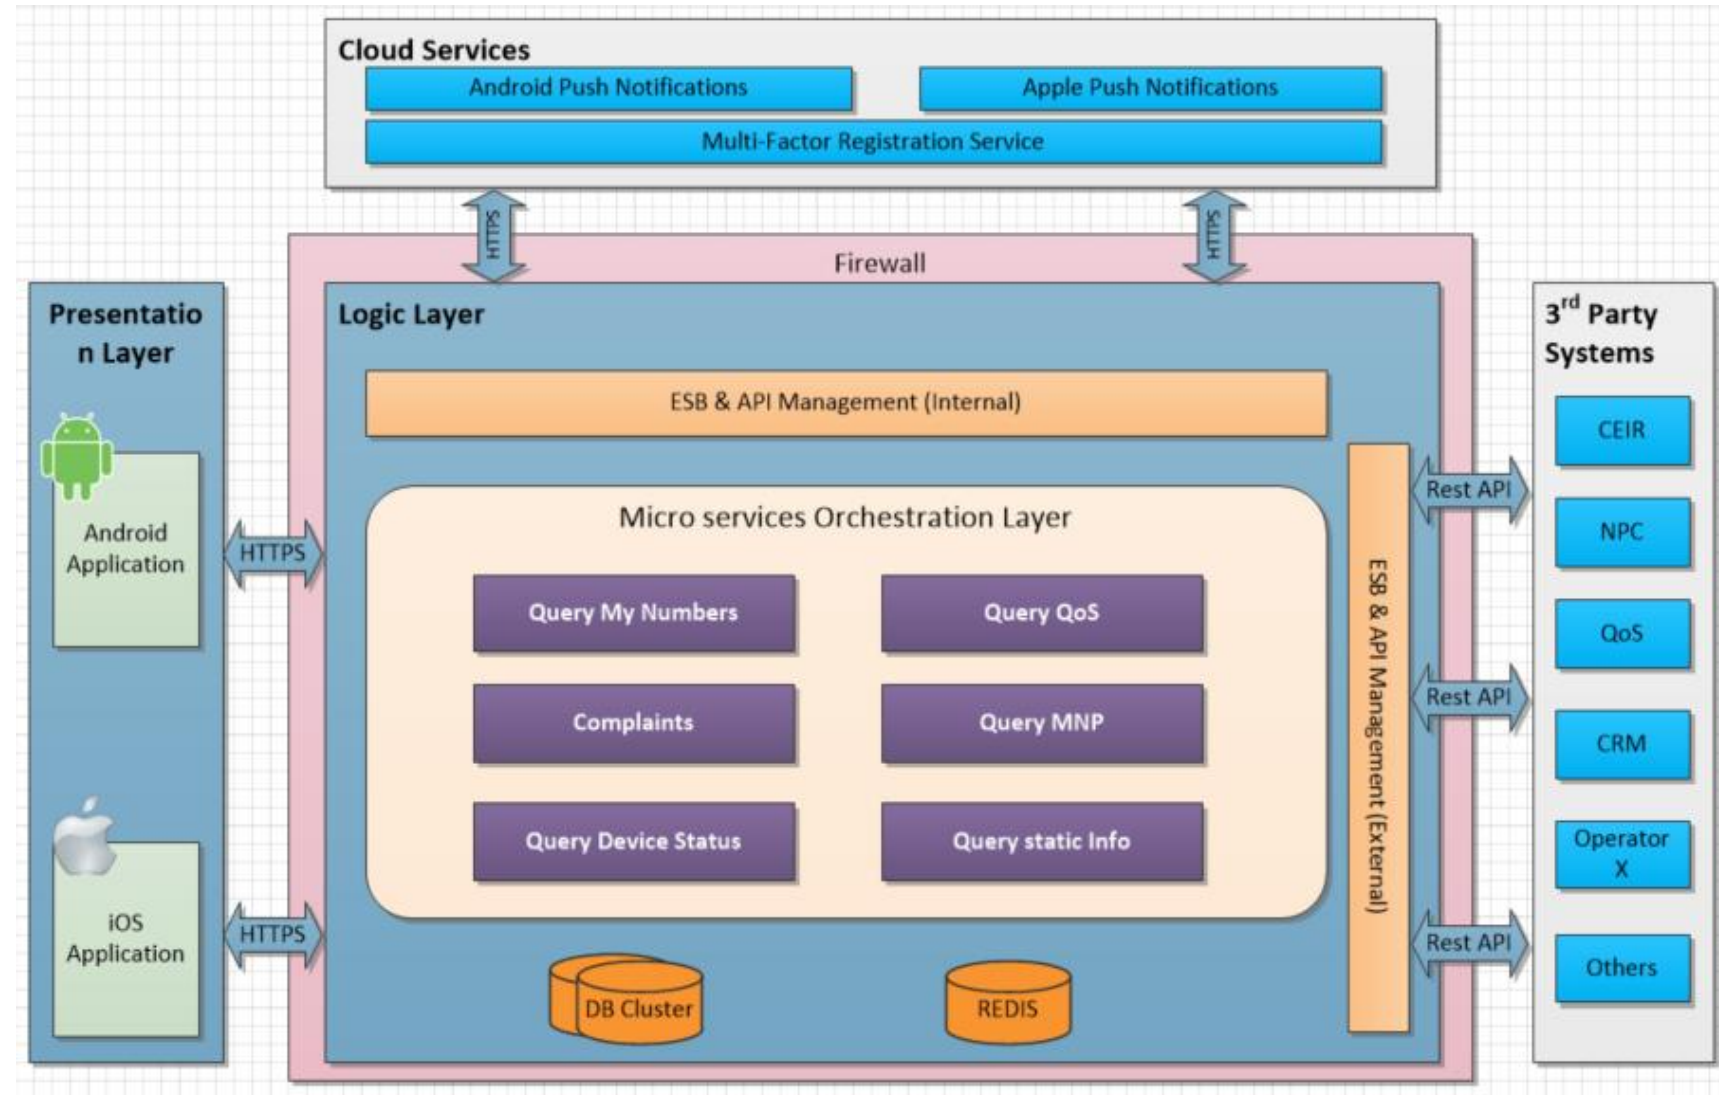 Cloud Services
Android Push Notifications
Apple Push Notifications
Multi-Factor Registration Service
HTTPS
HTTPS
Firewall
Presentatio
n Layer
Android
Application
iOS
Application
HTTPS
HTTPS
Logic Layer
ESB & API Management (Internal)
Micro services Orchestration Layer
Query My Numbers
Query QoS
Complaints
Query MNP
Query Device Status
Query static Info
DB Cluster
REDIS
ESB & API Management (External)
Rest API
Rest API
Rest API
3rd Party
Systems
CEIR
NPC
QoS
CRM
Operator
X
Others